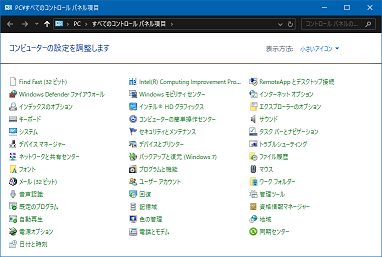 PC¥すべてのコントロール パネル項目
PC › すべてのコントロール パネル項目
コントロール パネルの...
コンピューターの設定を調整します
表示方法: 小さいアイコン
Find Fast (32 ビット)
Intel(R) Computing Improvement Pro...
RemoteApp とデスクトップ接続
Windows Defender ファイアウォール
Windows モビリティ センター
インターネット オプション
インデックスのオプション
インテル® HD グラフィックス
エクスプローラーのオプション
キーボード
コンピューターの簡単操作センター
サウンド
システム
セキュリティとメンテナンス
タスク バーとナビゲーション
デバイス マネージャー
デバイスとプリンター
トラブルシューティング
ネットワークと共有センター
バックアップと復元 (Windows 7)
ファイル履歴
フォント
プログラムと機能
マウス
メール (32 ビット)
ユーザー アカウント
ワーク フォルダー
音声認識
回復
管理ツール
既定のプログラム
記憶域
資格情報マネージャー
自動再生
色の管理
地域
電源オプション
電話とモデム
同期センター
日付と時刻